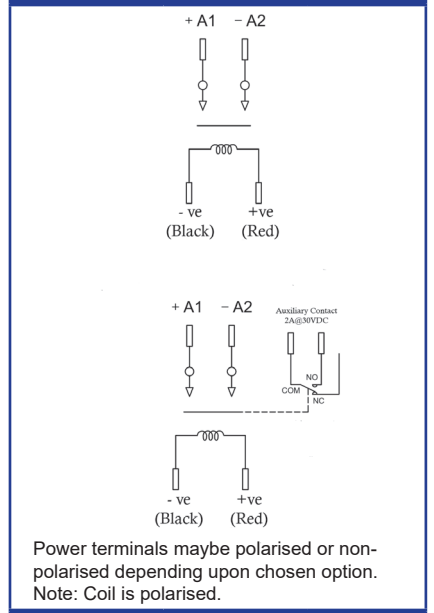 + A1 – A2
- ve +ve
(Black) (Red)
+ A1 – A2
Auxiliary Contact
2A@30VDC
NO
COM
NC
- ve +ve
(Black) (Red)
Power terminals maybe polarised or non-
polarised depending upon chosen option.
Note: Coil is polarised.